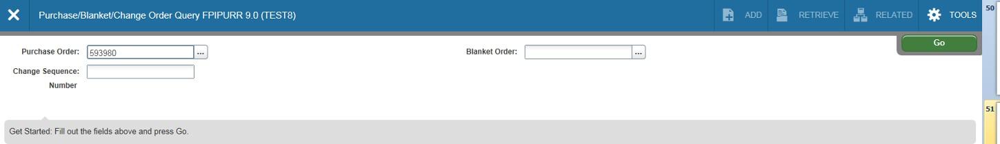 Purchase/Blanket/Change Order Query FPIPURR 9.0 (TEST8)
ADD
RETRIEVE
RELATED
TOOLS
50
Go
Purchase Order: 593980 ...
Blanket Order: ...
Change Sequence:
Number
51
Get Started: Fill out the fields above and press Go.